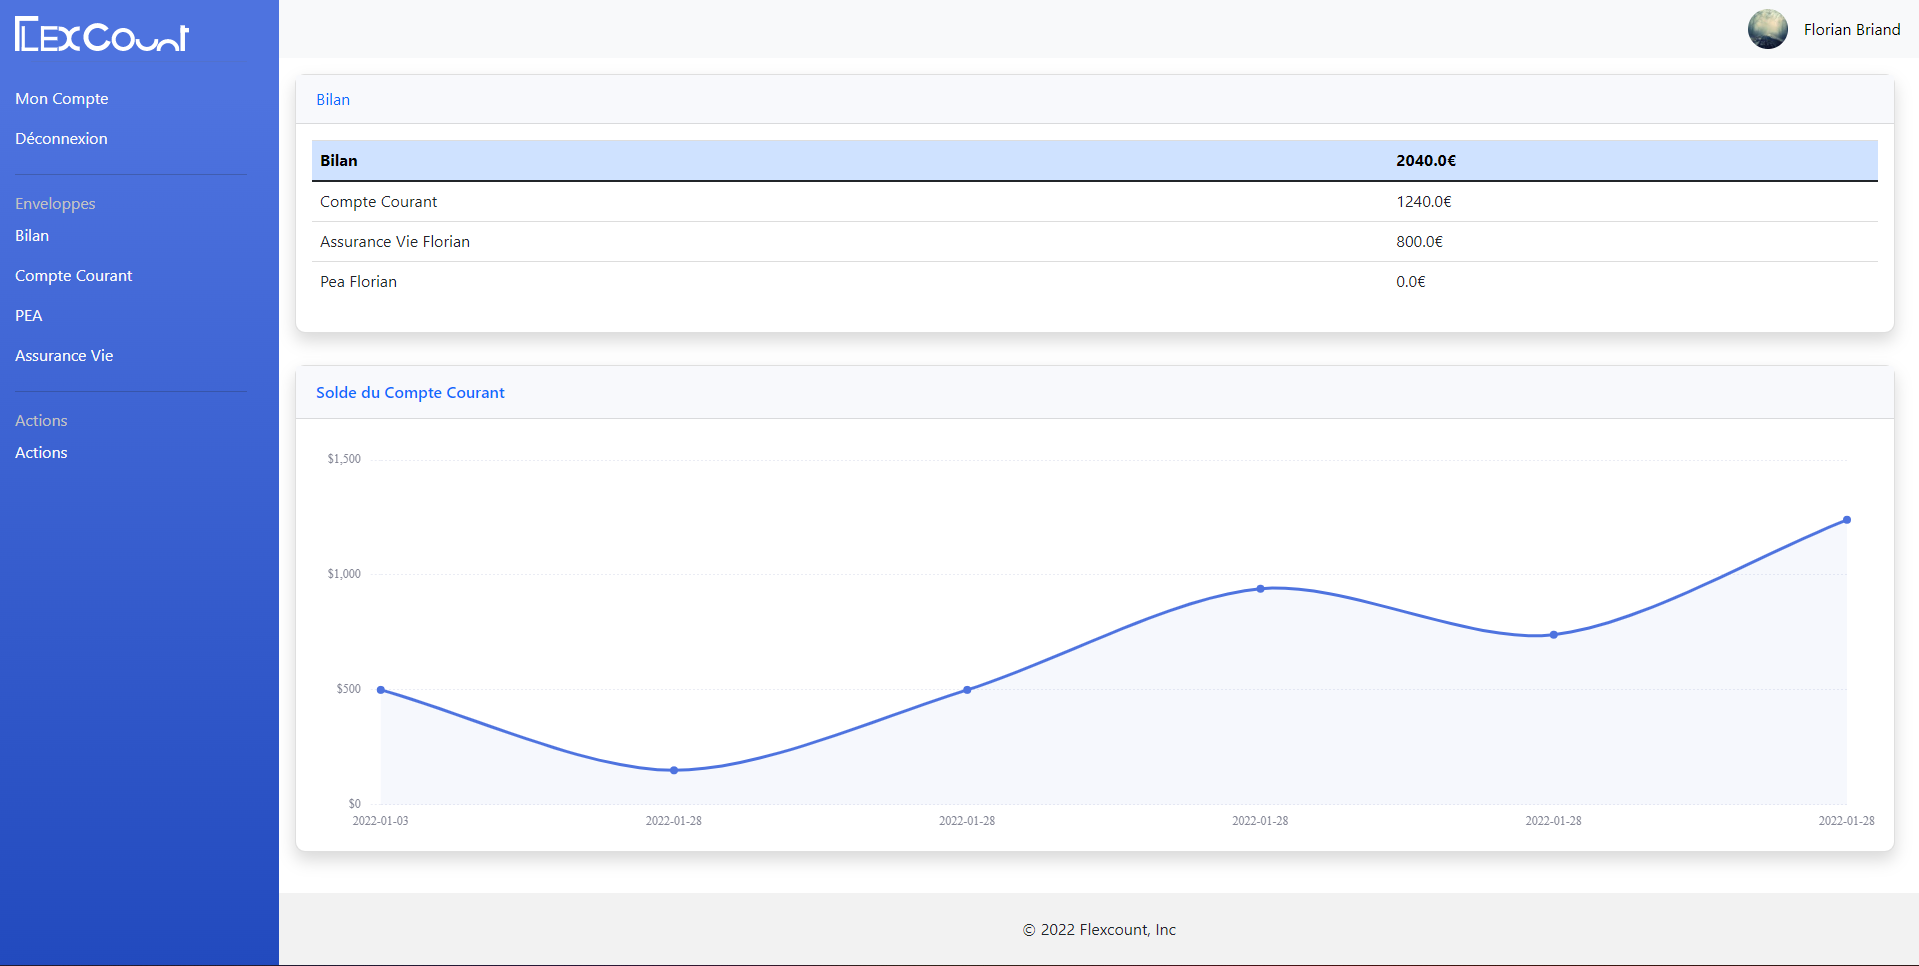 FLEXCount
Florian Briand
Mon Compte
Déconnexion
Enveloppes
Bilan
Compte Courant
PEA
Assurance Vie
Actions
Actions
Bilan
Bilan 2040.0€
Compte Courant 1240.0€
Assurance Vie Florian 800.0€
Pea Florian 0.0€
Solde du Compte Courant
$1,500
$1,000
$500
$0
2022-01-03 2022-01-28 2022-01-28 2022-01-28 2022-01-28 2022-01-28
© 2022 Flexcount, Inc